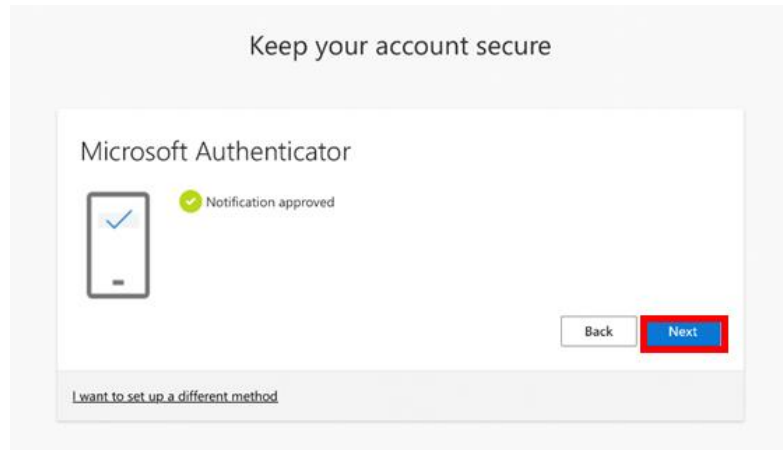 Keep your account secure
Microsoft Authenticator
Notification approved
Back Next
I want to set up a different method